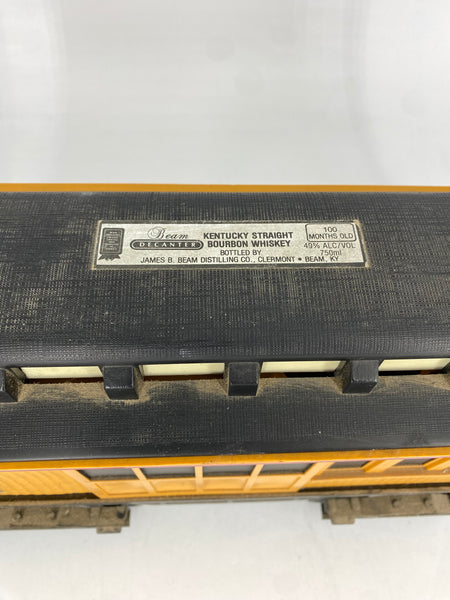 Beam
DECANTER
KENTUCKY STRAIGHT
BOURBON WHISKEY
BOTTLED BY
JAMES B. BEAM DISTILLING CO., CLERMONT • BEAM, KY
100
MONTHS OLD
49% ALC/VOL
750ml